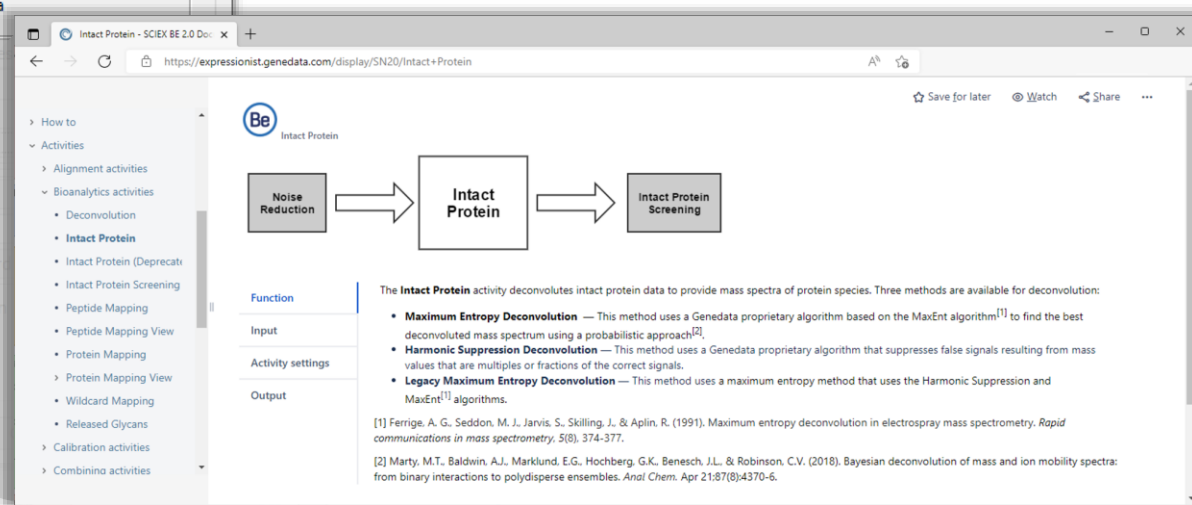 a
Intact Protein - SCIEX BE 2.0 Doc
https://expressionist.genedata.com/display/SN20/Intact+Protein
Save for later
Watch
Share
How to
Activities
Alignment activities
Bioanalytics activities
Deconvolution
Intact Protein
Intact Protein (Deprecate
Intact Protein Screening
Peptide Mapping
Peptide Mapping View
Protein Mapping
Protein Mapping View
Wildcard Mapping
Released Glycans
Calibration activities
Combining activities
Be
Intact Protein
Noise
Reduction
Intact
Protein
Intact Protein
Screening
Function
Input
Activity settings
Output
The Intact Protein activity deconvolutes intact protein data to provide mass spectra of protein species. Three methods are available for deconvolution:
• Maximum Entropy Deconvolution — This method uses a Genedata proprietary algorithm based on the MaxEnt algorithm[1] to find the best
deconvoluted mass spectrum using a probabilistic approach[2].
• Harmonic Suppression Deconvolution — This method uses a Genedata proprietary algorithm that suppresses false signals resulting from mass
values that are multiples or fractions of the correct signals.
• Legacy Maximum Entropy Deconvolution — This method uses a maximum entropy method that uses the Harmonic Suppression and
MaxEnt[1] algorithms.
[1] Ferrige, A. G., Seddon, M. J., Jarvis, S., Skilling, J., & Aplin, R. (1991). Maximum entropy deconvolution in electrospray mass spectrometry. Rapid
communications in mass spectrometry, 5(8), 374-377.
[2] Marty, M.T., Baldwin, A.J., Marklund, E.G., Hochberg, G.K., Benesch, J.L., & Robinson, C.V. (2018). Bayesian deconvolution of mass and ion mobility spectra:
from binary interactions to polydisperse ensembles. Anal Chem. Apr 21;87(8):4370-6.